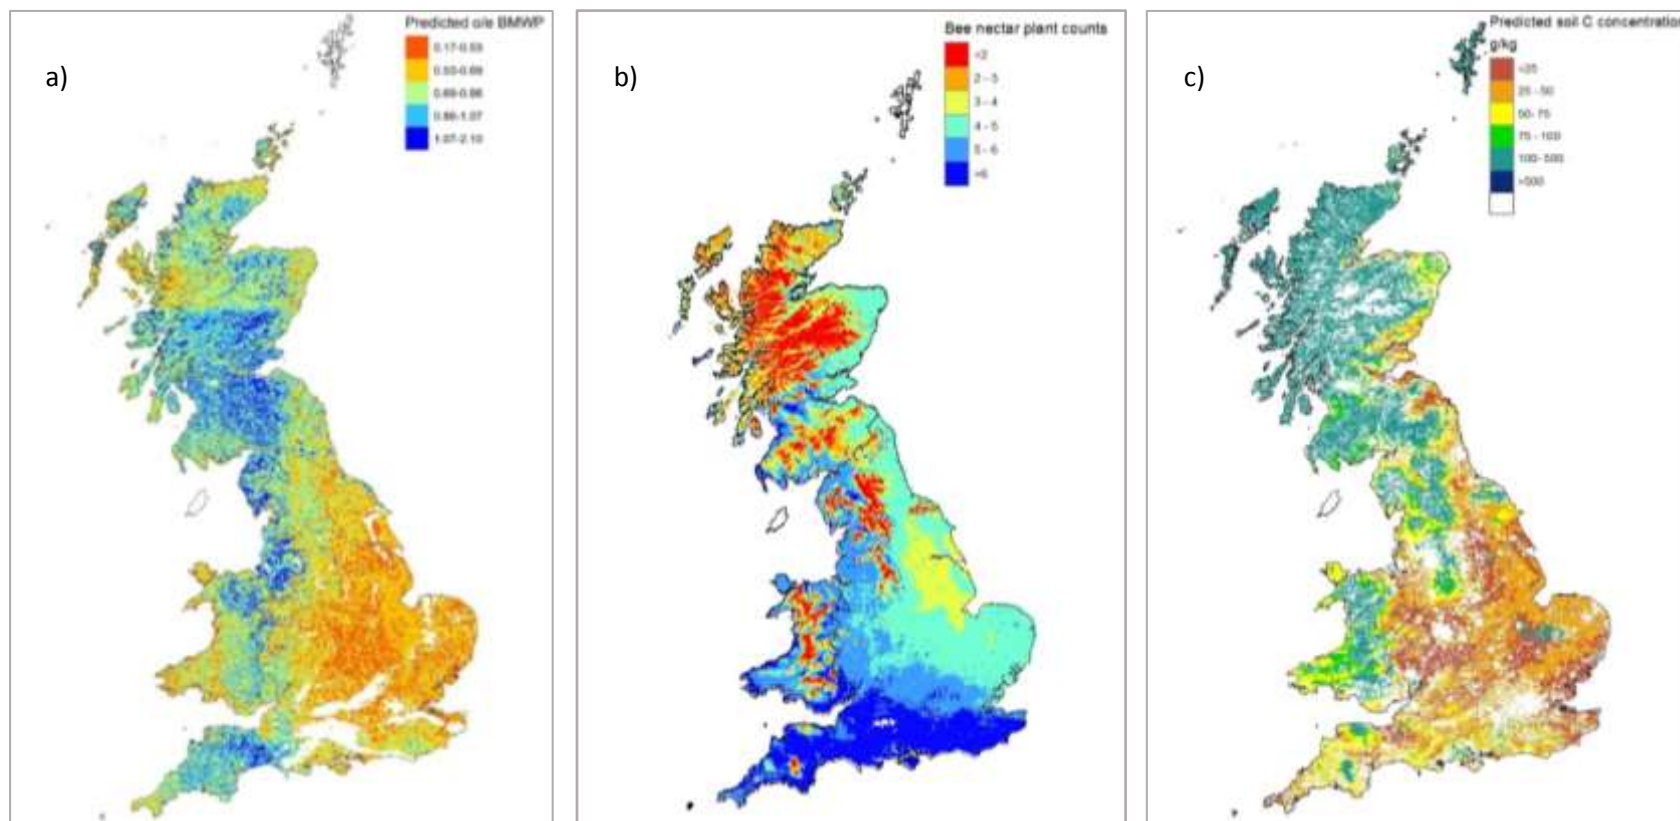 a)
Predicted o/e BMWP
0.17-0.53
0.53-0.69
0.69-0.86
0.86-1.07
1.07-2.10
b)
Bee nectar plant counts
<2
2 - 3
3 - 4
4 - 5
5 - 6
>6
c)
Predicted soil C concentration
g/kg
<25
25 - 50
50 - 75
75 - 100
100 - 500
>500